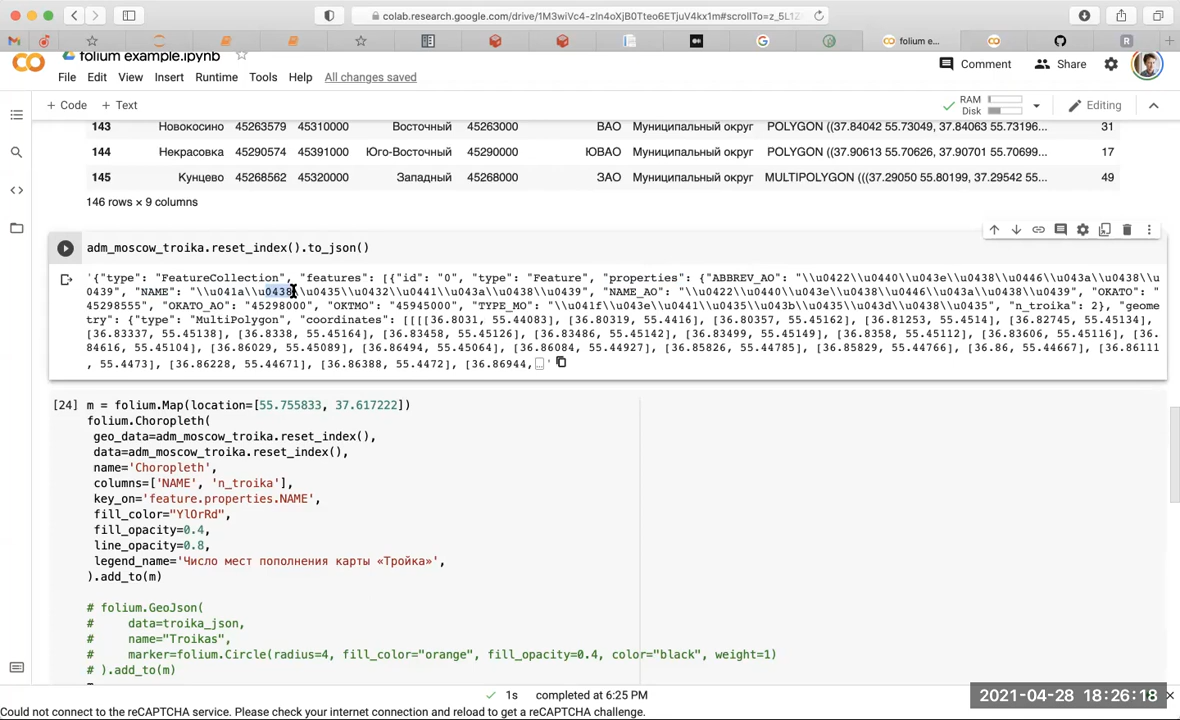 colab.research.google.com/drive/1M3wiVc4-zln4oXjB0Tteo6ETjuV4kx1m#scrollTo=z_5L1Z
folium e...
R
folium example.ipynb
File Edit View Insert Runtime Tools Help All changes saved
Comment Share
+ Code + Text
RAM
Disk
Editing
143 Новокосино 45263579 45310000 Восточный 45263000 ВАО Муниципальный округ POLYGON ((37.84042 55.73049, 37.84063 55.73196... 31
144 Некрасовка 45290574 45391000 Юго-Восточный 45290000 ЮВАО Муниципальный округ POLYGON ((37.90613 55.70626, 37.90701 55.70699... 17
145 Кунцево 45268562 45320000 Западный 45268000 ЗАО Муниципальный округ MULTIPOLYGON (((37.29050 55.80199, 37.29542 55... 49
146 rows × 9 columns
adm_moscow_troika.reset_index().to_json()
'{"type": "FeatureCollection", "features": [{"id": "0", "type": "Feature", "properties": {"ABBREV_AO": "\\u0422\\u0440\\u043e\\u0438\\u0446\\u043a\\u0438\\u
0439", "NAME": "\\u041a\\u0438\\u0435\\u0432\\u0441\\u043a\\u0438\\u0439", "NAME_AO": "\\u0422\\u0440\\u043e\\u0438\\u0446\\u043a\\u0438\\u0439", "OKATO": "
45298555", "OKATO_AO": "45298000", "OKTMO": "45945000", "TYPE_MO": "\\u041f\\u043e\\u0441\\u0435\\u043b\\u0435\\u043d\\u0438\\u0435", "n_troika": 2}, "geome
try": {"type": "MultiPolygon", "coordinates": [[[[36.8031, 55.44083], [36.80319, 55.4416], [36.80357, 55.45162], [36.81253, 55.4514], [36.82745, 55.45134],
[36.83337, 55.45138], [36.8338, 55.45164], [36.83458, 55.45126], [36.83486, 55.45142], [36.83499, 55.45149], [36.8358, 55.45112], [36.83606, 55.45116], [36.
84616, 55.45104], [36.86029, 55.45089], [36.86494, 55.45064], [36.86084, 55.44927], [36.85826, 55.44785], [36.85829, 55.44766], [36.86, 55.44667], [36.86111
, 55.4473], [36.86228, 55.44671], [36.86388, 55.4472], [36.86944,...'
[24] m = folium.Map(location=[55.755833, 37.617222])
folium.Choropleth(
geo_data=adm_moscow_troika.reset_index(),
data=adm_moscow_troika.reset_index(),
name='Choropleth',
columns=['NAME', 'n_troika'],
key_on='feature.properties.NAME',
fill_color="YlOrRd",
fill_opacity=0.4,
line_opacity=0.8,
legend_name='Число мест пополнения карты «Тройка»',
).add_to(m)
# folium.GeoJson(
# data=troika_json,
# name="Troikas",
# marker=folium.Circle(radius=4, fill_color="orange", fill_opacity=0.4, color="black", weight=1)
# ).add_to(m)
1s completed at 6:25 PM
2021-04-28 18:26:18
Could not connect to the reCAPTCHA service. Please check your internet connection and reload to get a reCAPTCHA challenge.